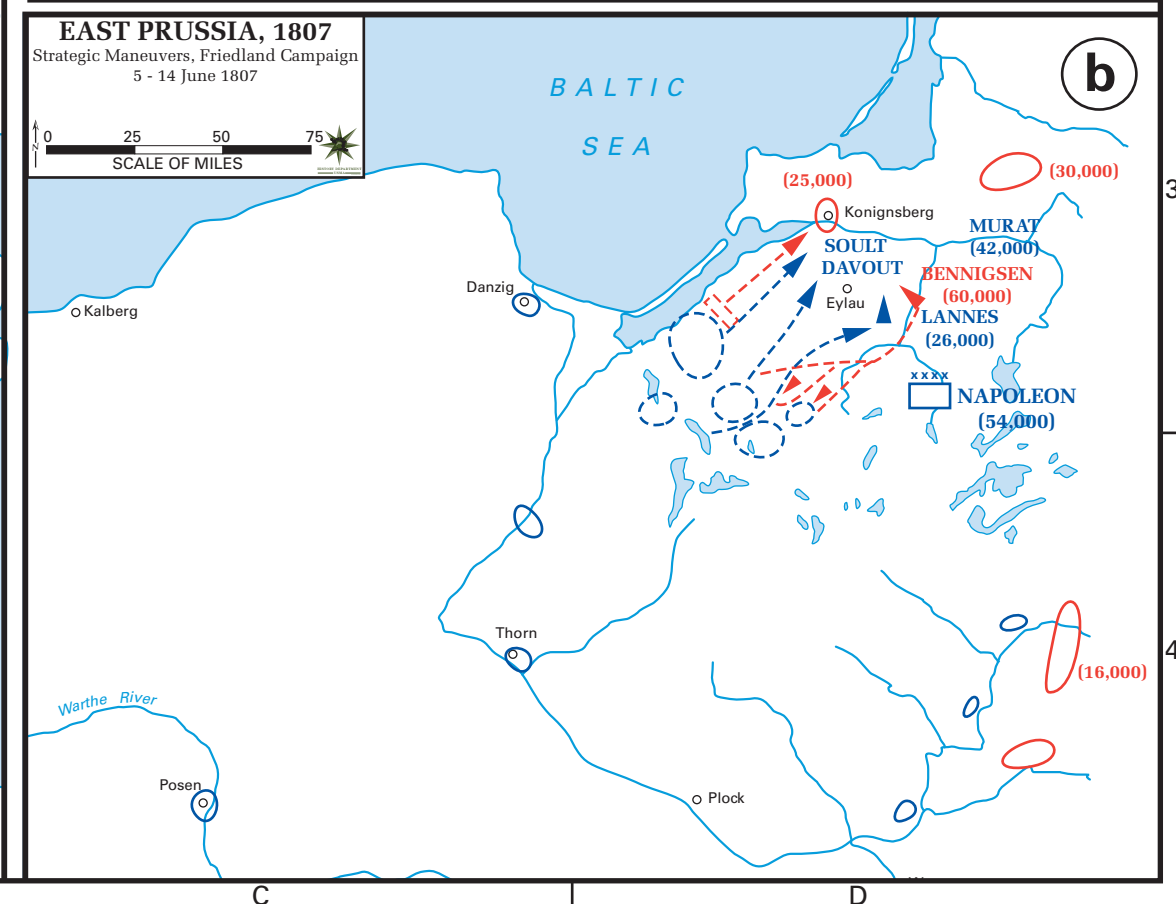 EAST PRUSSIA, 1807
Strategic Maneuvers, Friedland Campaign
5 - 14 June 1807
N
0 25 50 75
SCALE OF MILES
b
BALTIC
SEA
3
(30,000)
(25,000)
Konignsberg
MURAT
(42,000)
SOULT
DAVOUT
BENNIGSEN
(60,000)
Danzig
Eylau
Kalberg
LANNES
(26,000)
xxxx
NAPOLEON
(54,000)
Thorn
4
(16,000)
Warthe River
Posen
Plock
C
D